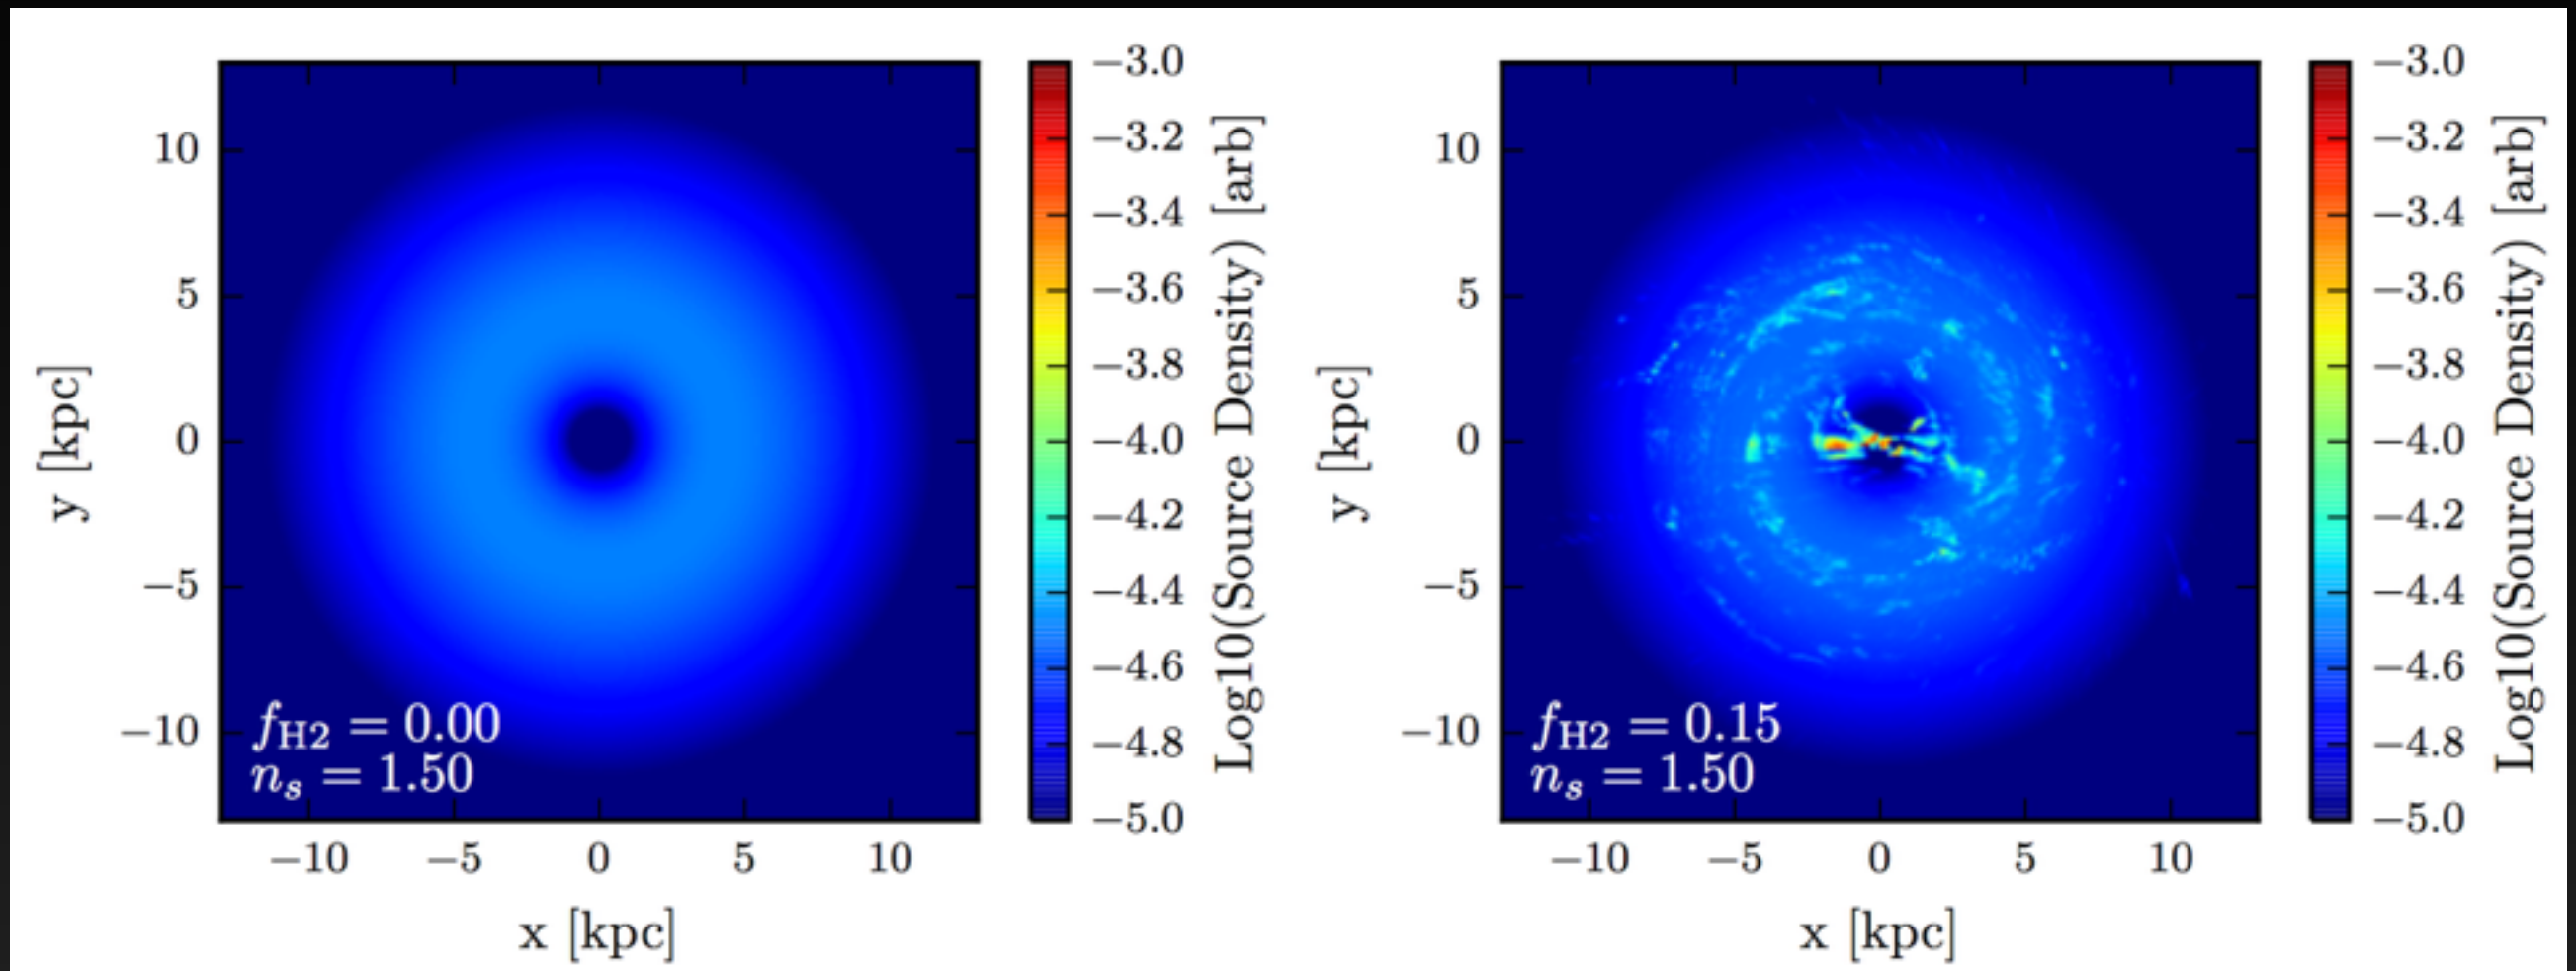 10
5
0
−5
−10
y [kpc]
−10 −5 0 5 10
x [kpc]
f_H2 = 0.00
n_s = 1.50
−3.0
−3.2
−3.4
−3.6
−3.8
−4.0
−4.2
−4.4
−4.6
−4.8
−5.0
Log10(Source Density) [arb]
10
5
0
−5
−10
y [kpc]
−10 −5 0 5 10
x [kpc]
f_H2 = 0.15
n_s = 1.50
−3.0
−3.2
−3.4
−3.6
−3.8
−4.0
−4.2
−4.4
−4.6
−4.8
−5.0
Log10(Source Density) [arb]